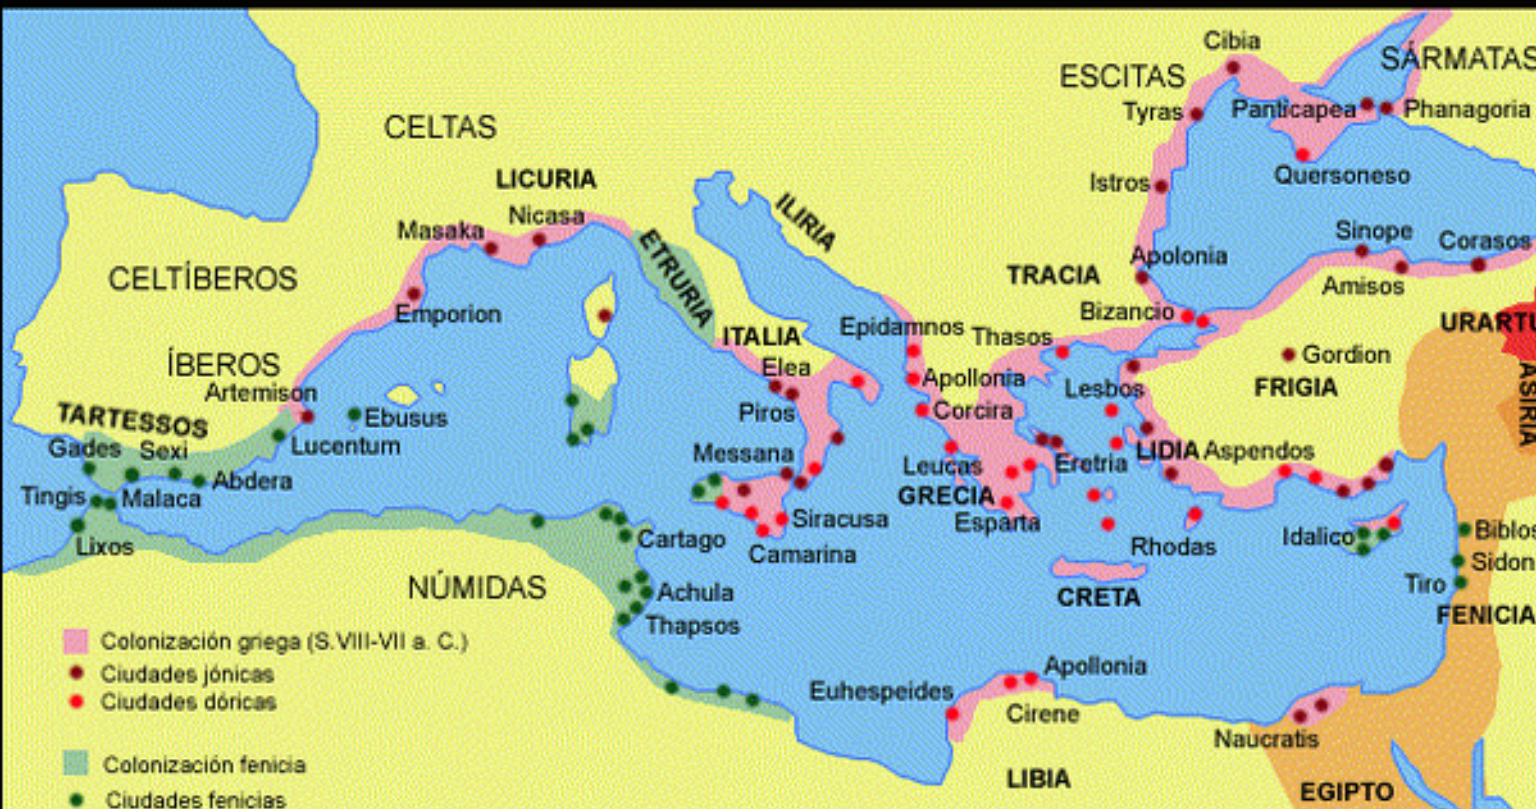 Cibia
SÁRMATAS
ESCITAS
Tyras
Panticapea
Phanagoria
CELTAS
LICURIA
Istros
Quersoneso
Nicasa
ILIRIA
Masaka
Sinope
Corasos
ETRURIA
Apolonia
CELTÍBEROS
TRACIA
Amisos
Emporion
Bizancio
URARTU
ITALIA
Epidamnos
Thasos
Gordion
ÍBEROS
Elea
Apollonia
Lesbos
FRIGIA
ASIRIA
Artemison
Piros
Corcira
TARTESSOS
Ebusus
Gades
Sexi
Lucentum
Messana
Leucas
Eretria
LIDIA
Aspendos
Abdera
Tingis
Malaca
GRECIA
Siracusa
Esparta
Lixos
Cartago
Camarina
Rhodas
Idalico
Biblos
Sidon
NÚMIDAS
Achula
CRETA
Tiro
FENICIA
Thapsos
Colonización griega (S.VIII-VII a. C.)
Ciudades jónicas
Ciudades dóricas
Apollonia
Euhespeides
Cirene
Naucratis
Colonización fenicia
LIBIA
EGIPTO
Ciudades fenicias